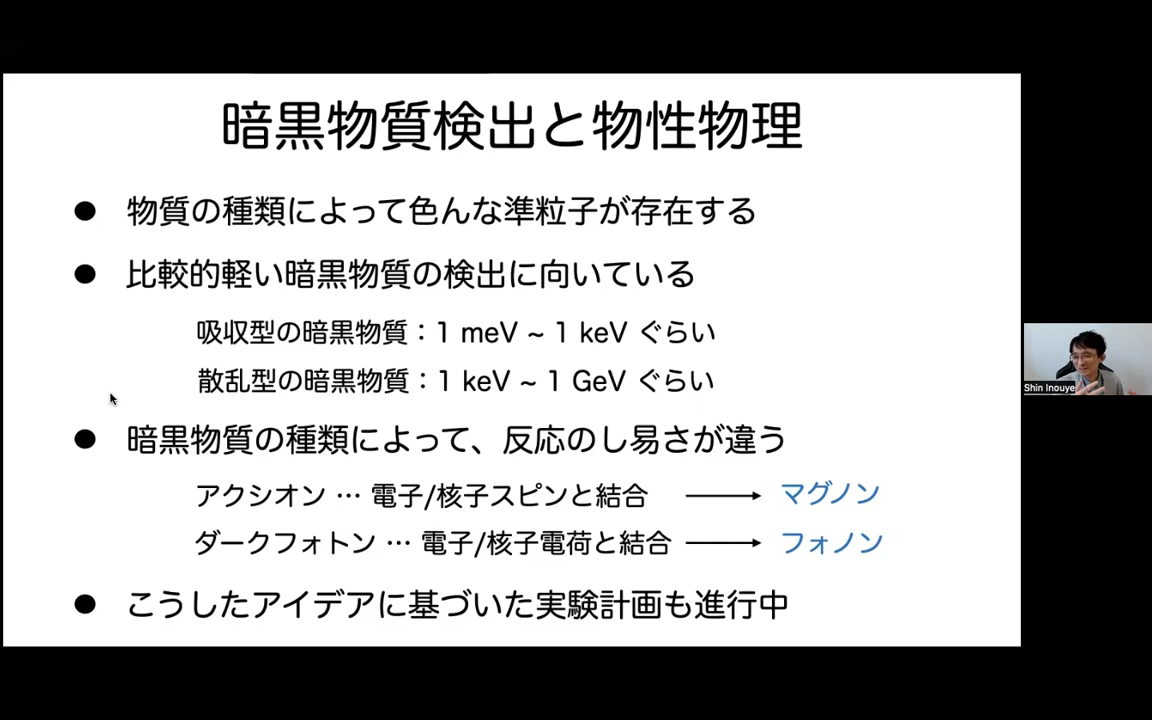 暗黒物質検出と物性物理
● 物質の種類によって色んな準粒子が存在する
● 比較的軽い暗黒物質の検出に向いている
吸収型の暗黒物質：1 meV ~ 1 keV ぐらい
散乱型の暗黒物質：1 keV ~ 1 GeV ぐらい
● 暗黒物質の種類によって、反応のし易さが違う
アクシオン … 電子/核子スピンと結合 → マグノン
ダークフォトン … 電子/核子電荷と結合 → フォノン
● こうしたアイデアに基づいた実験計画も進行中
Shin Inouye